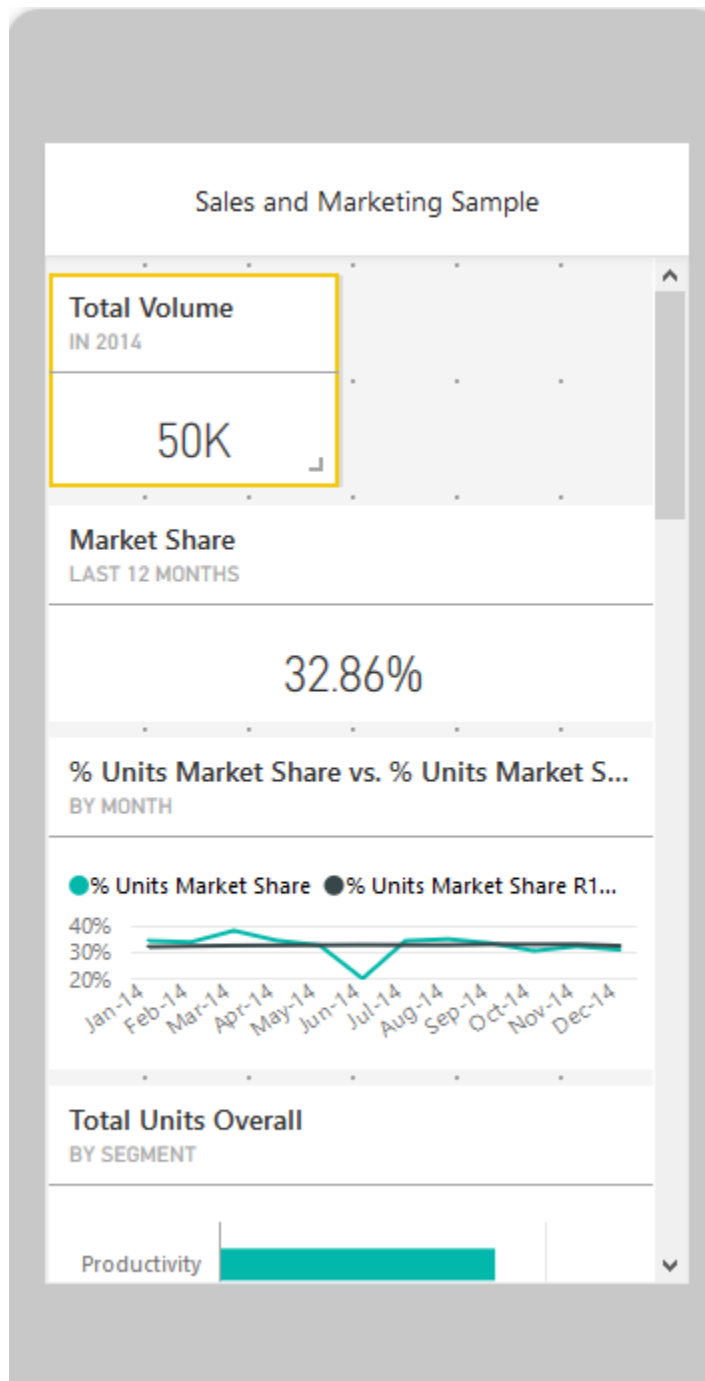 Sales and Marketing Sample
Total Volume
IN 2014
50K
Market Share
LAST 12 MONTHS
32.86%
% Units Market Share vs. % Units Market S...
BY MONTH
% Units Market Share % Units Market Share R1...
40%
30%
20%
Jan-14 Feb-14 Mar-14 Apr-14 May-14 Jun-14 Jul-14 Aug-14 Sep-14 Oct-14 Nov-14 Dec-14
Total Units Overall
BY SEGMENT
Productivity